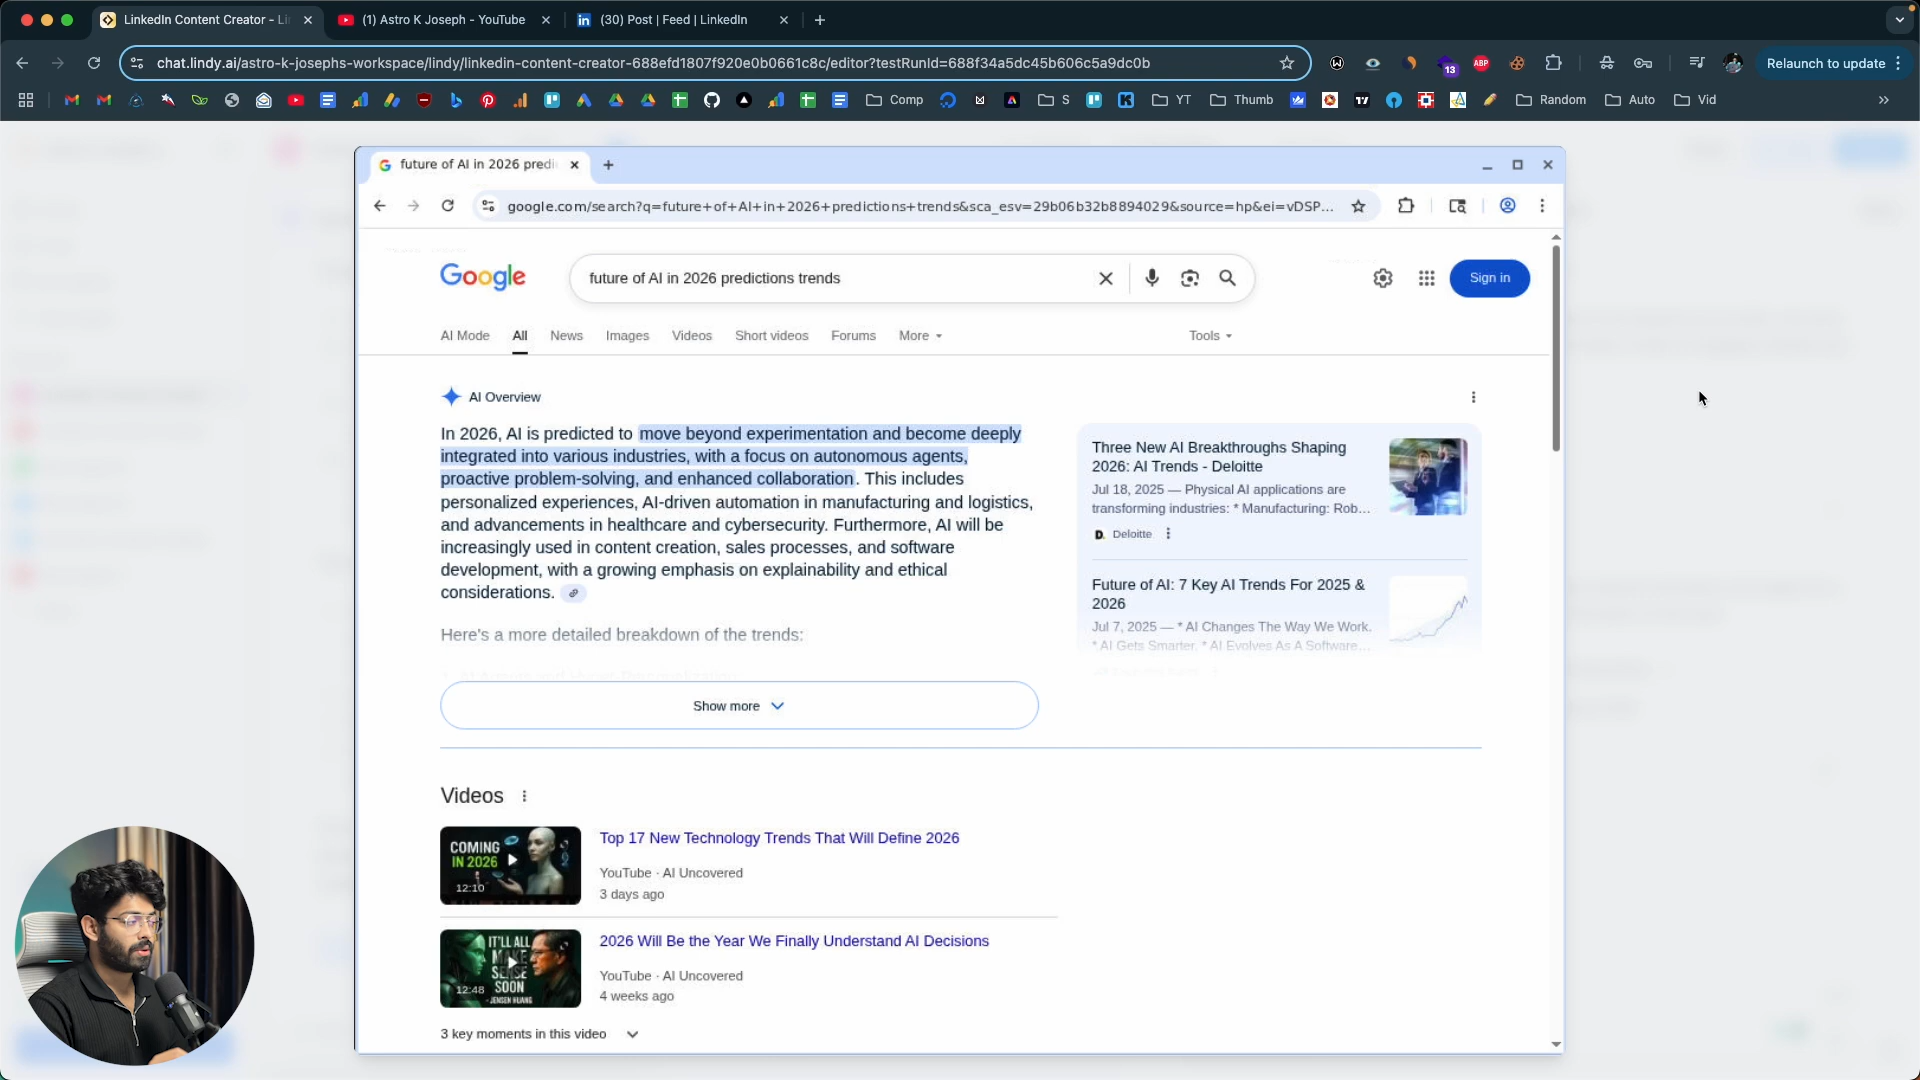 LinkedIn Content Creator - Li
(1) Astro K Joseph - YouTube
(30) Post | Feed | LinkedIn
chat.lindy.ai/astro-k-josephs-workspace/lindy/linkedin-content-creator-688efd1807f920e0b0661c8c/editor?testRunId=688f34a5dc45b606c5a9dc0b
13
ABP
Relaunch to update
Comp
S
YT
Thumb
Random
Auto
Vid
future of AI in 2026 predi
google.com/search?q=future+of+AI+in+2026+predictions+trends&sca_esv=29b06b32b8894029&source=hp&ei=vDSP...
Google
future of AI in 2026 predictions trends
Sign in
AI Mode
All
News
Images
Videos
Short videos
Forums
More
Tools
AI Overview
In 2026, AI is predicted to move beyond experimentation and become deeply
integrated into various industries, with a focus on autonomous agents,
proactive problem-solving, and enhanced collaboration. This includes
personalized experiences, AI-driven automation in manufacturing and logistics,
and advancements in healthcare and cybersecurity. Furthermore, AI will be
increasingly used in content creation, sales processes, and software
development, with a growing emphasis on explainability and ethical
considerations.
Here's a more detailed breakdown of the trends:
Show more
Three New AI Breakthroughs Shaping
2026: AI Trends - Deloitte
Jul 18, 2025 — Physical AI applications are
transforming industries: * Manufacturing: Rob...
Deloitte
Future of AI: 7 Key AI Trends For 2025 &
2026
Jul 7, 2025 — * AI Changes The Way We Work.
* AI Gets Smarter. * AI Evolves As A Software...
Videos
COMING
IN 2026
12:10
Top 17 New Technology Trends That Will Define 2026
YouTube · AI Uncovered
3 days ago
IT'LL ALL
MAKE
SENSE
SOON
- JENSEN HUANG
12:48
2026 Will Be the Year We Finally Understand AI Decisions
YouTube · AI Uncovered
4 weeks ago
3 key moments in this video